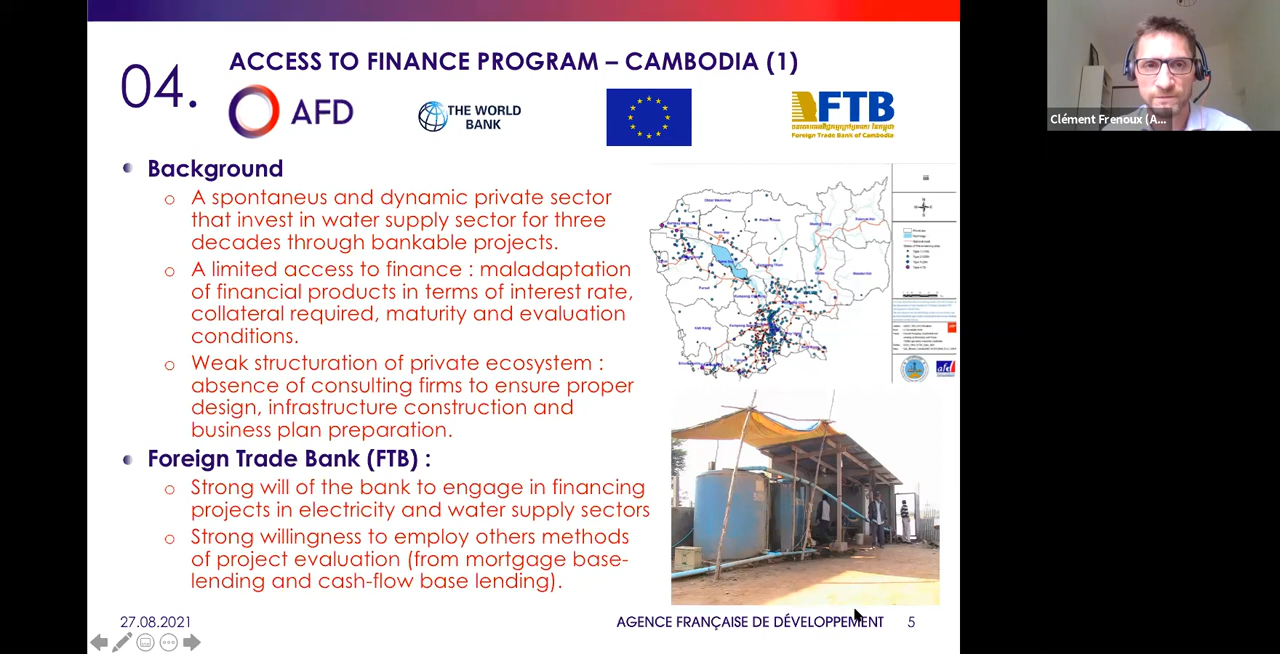 04.
ACCESS TO FINANCE PROGRAM – CAMBODIA (1)
AFD
THE WORLD
BANK
FTB
Foreign Trade Bank of Cambodia
Clément Frenoux (A...
Background
A spontaneus and dynamic private sector
that invest in water supply sector for three
decades through bankable projects.
A limited access to finance : maladaptation
of financial products in terms of interest rate,
collateral required, maturity and evaluation
conditions.
Weak structuration of private ecosystem :
absence of consulting firms to ensure proper
design, infrastructure construction and
business plan preparation.
Foreign Trade Bank (FTB) :
Strong will of the bank to engage in financing
projects in electricity and water supply sectors
Strong willingness to employ others methods
of project evaluation (from mortgage base-
lending and cash-flow base lending).
27.08.2021
AGENCE FRANÇAISE DE DÉVELOPPEMENT
5